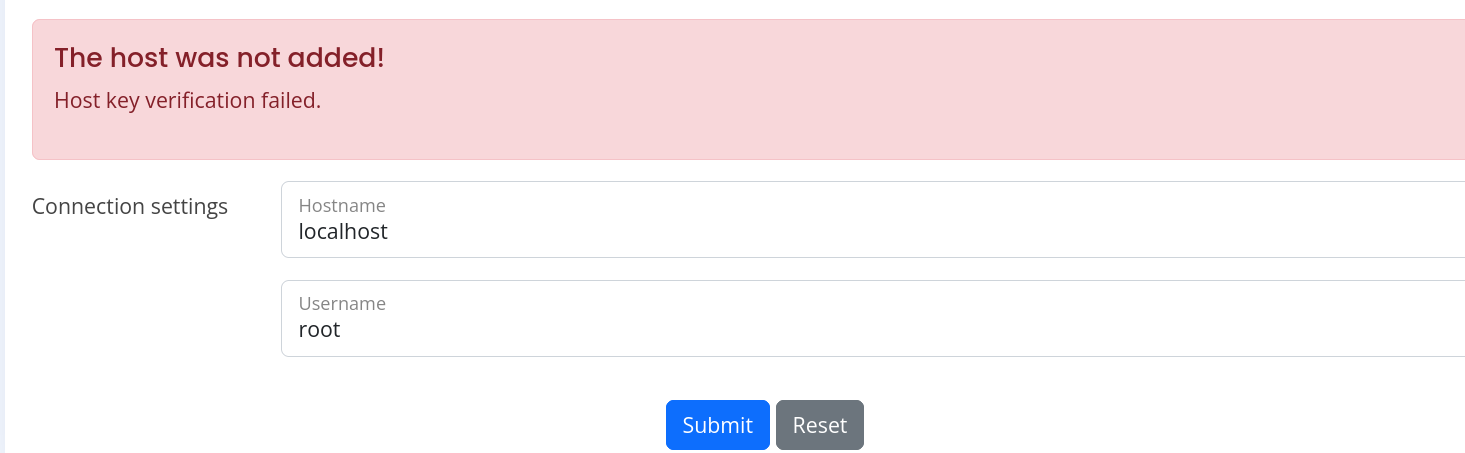 The host was not added!
Host key verification failed.
Connection settings
Hostname
localhost
Username
root
Submit Reset